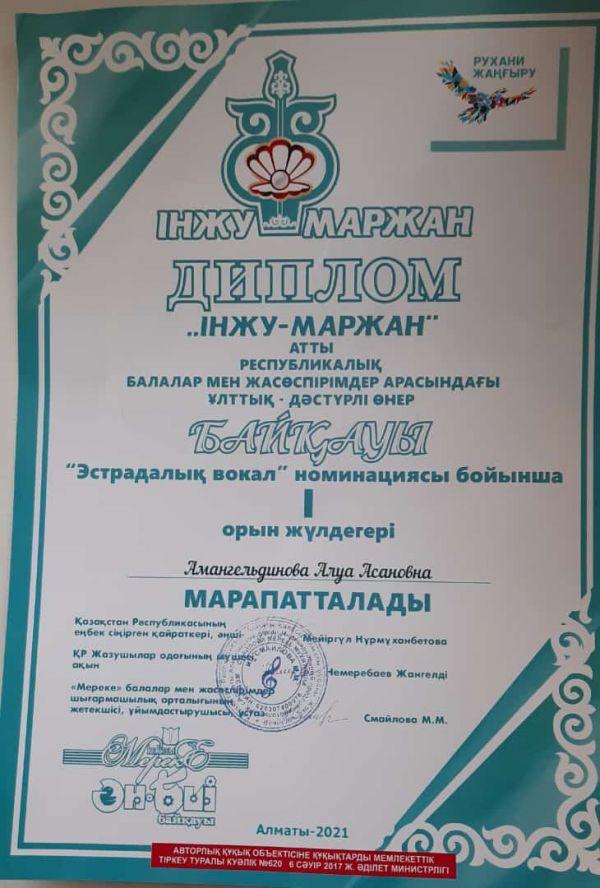 РУХАНИ
ЖАҢҒЫРУ
ІНЖУ МАРЖАН
ДИПЛОМ
„ІНЖУ-МАРЖАН"
АТТЫ
РЕСПУБЛИКАЛЫҚ
БАЛАЛАР МЕН ЖАСӨСПІРІМДЕР АРАСЫНДАҒЫ
ҰЛТТЫҚ - ДӘСТҮРЛІ ӨНЕР
БАЙҚАУЫ
"Эстрадалық вокал" номинациясы бойынша
I
орын жүлдегері
Амангельдинова Алуа Асановна
МАРАПАТТАЛАДЫ
Қазақстан Республикасының
еңбек сіңірген қайраткері, әнші Мейіргүл Нұрмұханбетова
ҚР Жазушылар одағының мүшесі
ақын Чемеребаев Жангелді
«Мереке» балалар мен жасөспірімдер
шығармашылық орталығының
жетекшісі, ұйымдастырушысы, ұстаз Смайлова М.М.
Мереке
Ән-би
байқауы
Алматы-2021
АВТОРЛЫҚ ҚҰҚЫҚ ОБЪЕКТІСІНЕ ҚҰҚЫҚТАРДЫ МЕМЛЕКЕТТІК
ТІРКЕУ ТУРАЛЫ КУӘЛІК №620 6 СӘУІР 2017 Ж. ӘДІЛЕТ МИНИСТРЛІГІ